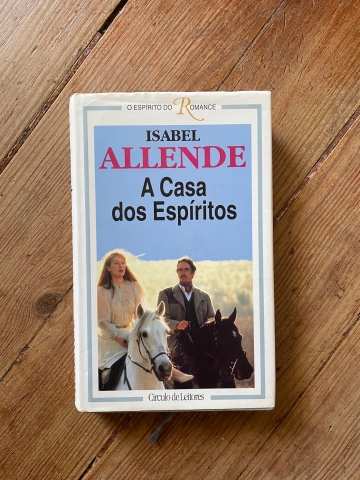 O ESPÍRITO DO ROMANCE
ISABEL
ALLENDE
A Casa
dos Espíritos
Círculo de Leitores